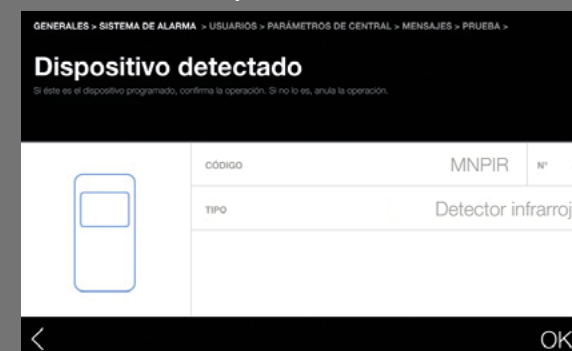 GENERALES > SISTEMA DE ALARMA > USUARIOS > PARÁMETROS DE CENTRAL > MENSAJES > PRUEBA >
Dispositivo detectado
Si éste es el dispositivo programado, confirma la operación. Si no lo es, anula la operación.
CÓDIGO MNPIR Nº
TIPO Detector infrarroj
OK